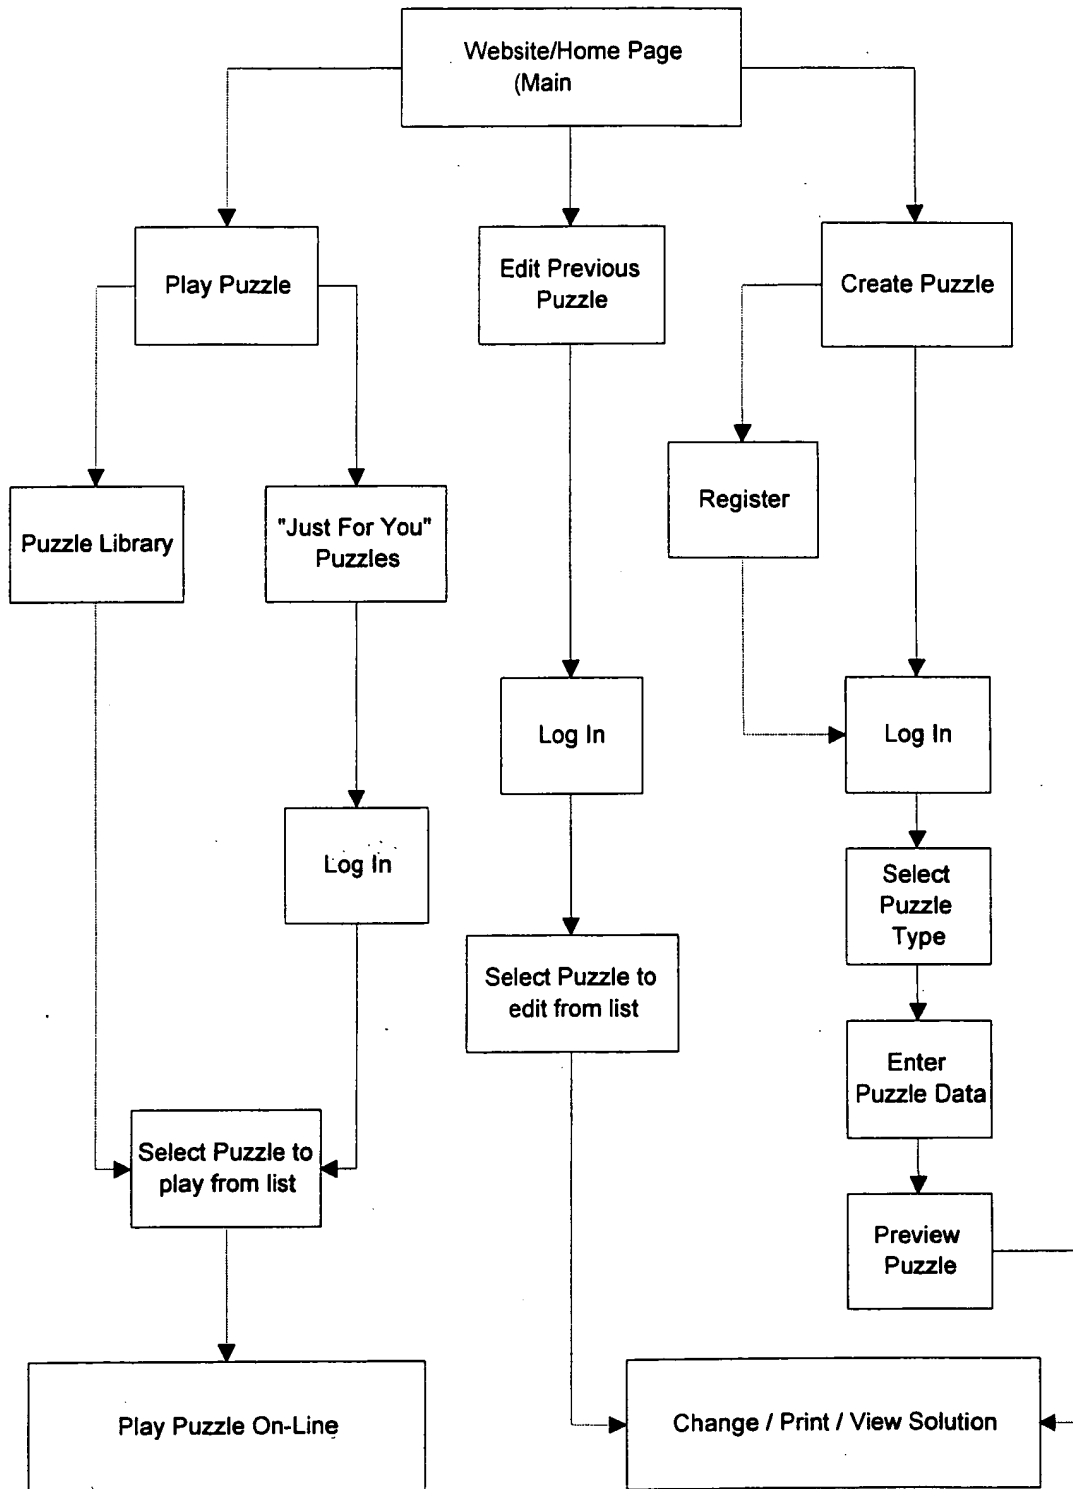 Website/Home Page
(Main
Play Puzzle
Edit Previous
Puzzle
Create Puzzle
Register
Puzzle Library
"Just For You"
Puzzles
Log In
Log In
Log In
Select
Puzzle
Type
Select Puzzle to
edit from list
Enter
Puzzle Data
Select Puzzle to
play from list
Preview
Puzzle
Play Puzzle On-Line
Change / Print / View Solution